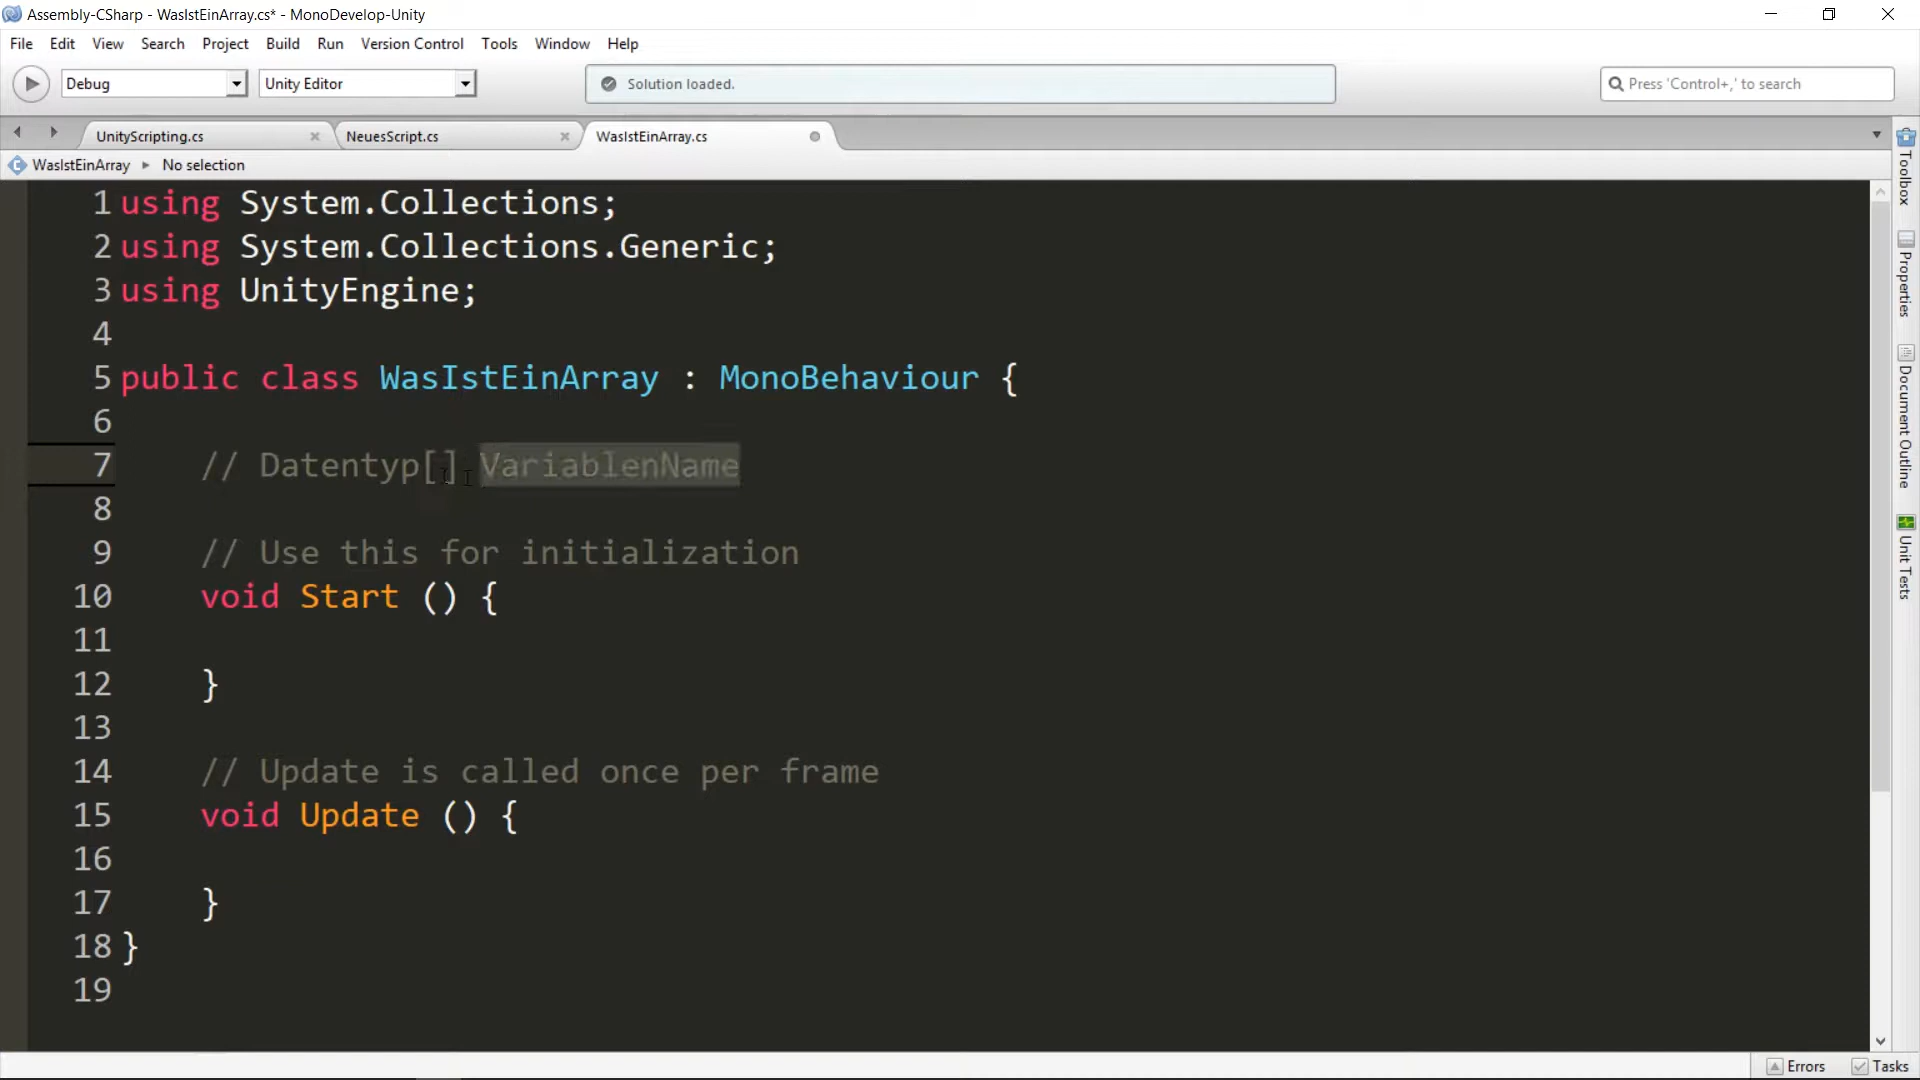 Assembly-CSharp - WasIstEinArray.cs* - MonoDevelop-Unity
File Edit View Search Project Build Run Version Control Tools Window Help
Debug Unity Editor Solution loaded. Press 'Control+,' to search
UnityScripting.cs NeuesScript.cs WasIstEinArray.cs
WasIstEinArray No selection
1 using System.Collections;
2 using System.Collections.Generic;
3 using UnityEngine;
4
5 public class WasIstEinArray : MonoBehaviour {
6
7 // Datentyp[] VariablenName
8
9 // Use this for initialization
10 void Start () {
11
12 }
13
14 // Update is called once per frame
15 void Update () {
16
17 }
18 }
19
Toolbox
Properties
Document Outline
Unit Tests
Errors Tasks